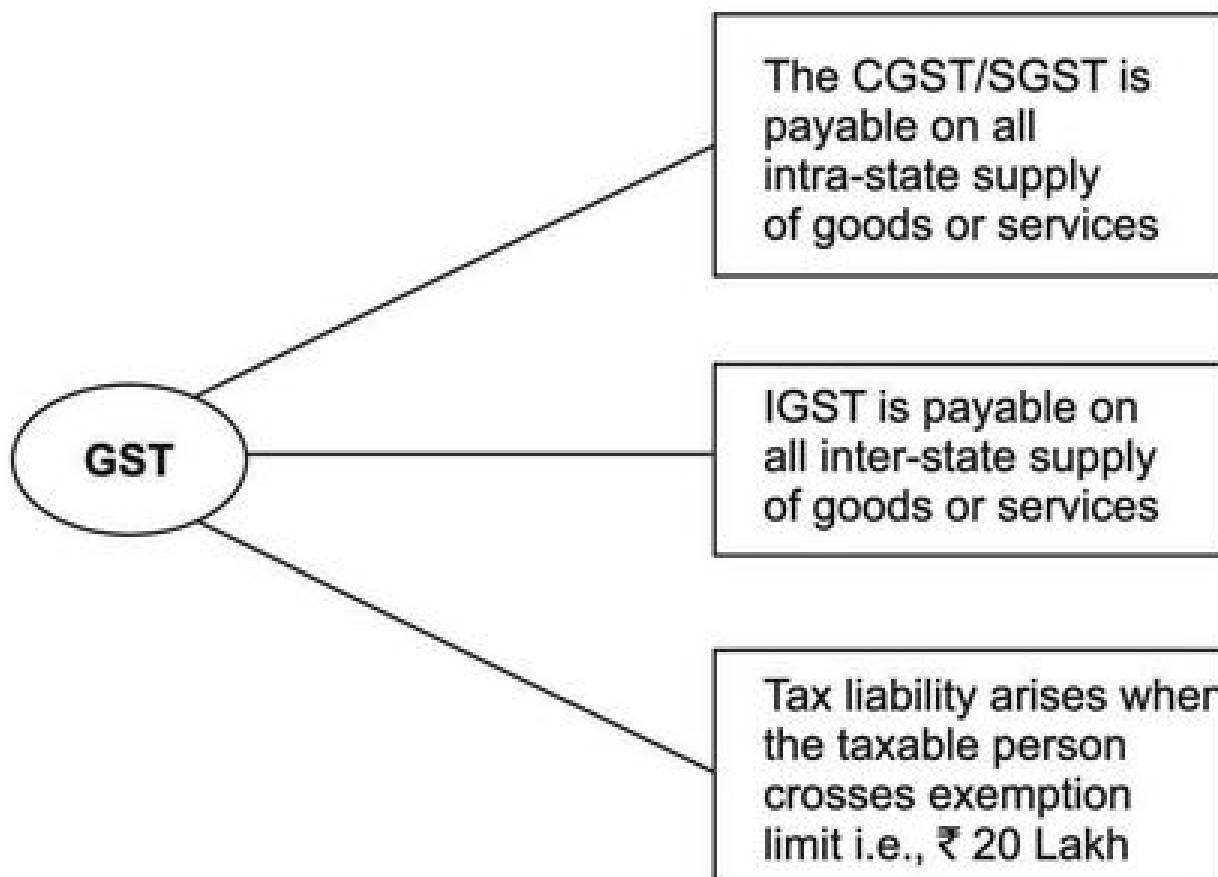 The CGST/SGST is
payable on all
intra-state supply
of goods or services
GST
IGST is payable on
all inter-state supply
of goods or services
Tax liability arises when
the taxable person
crosses exemption
limit i.e., ₹ 20 Lakh